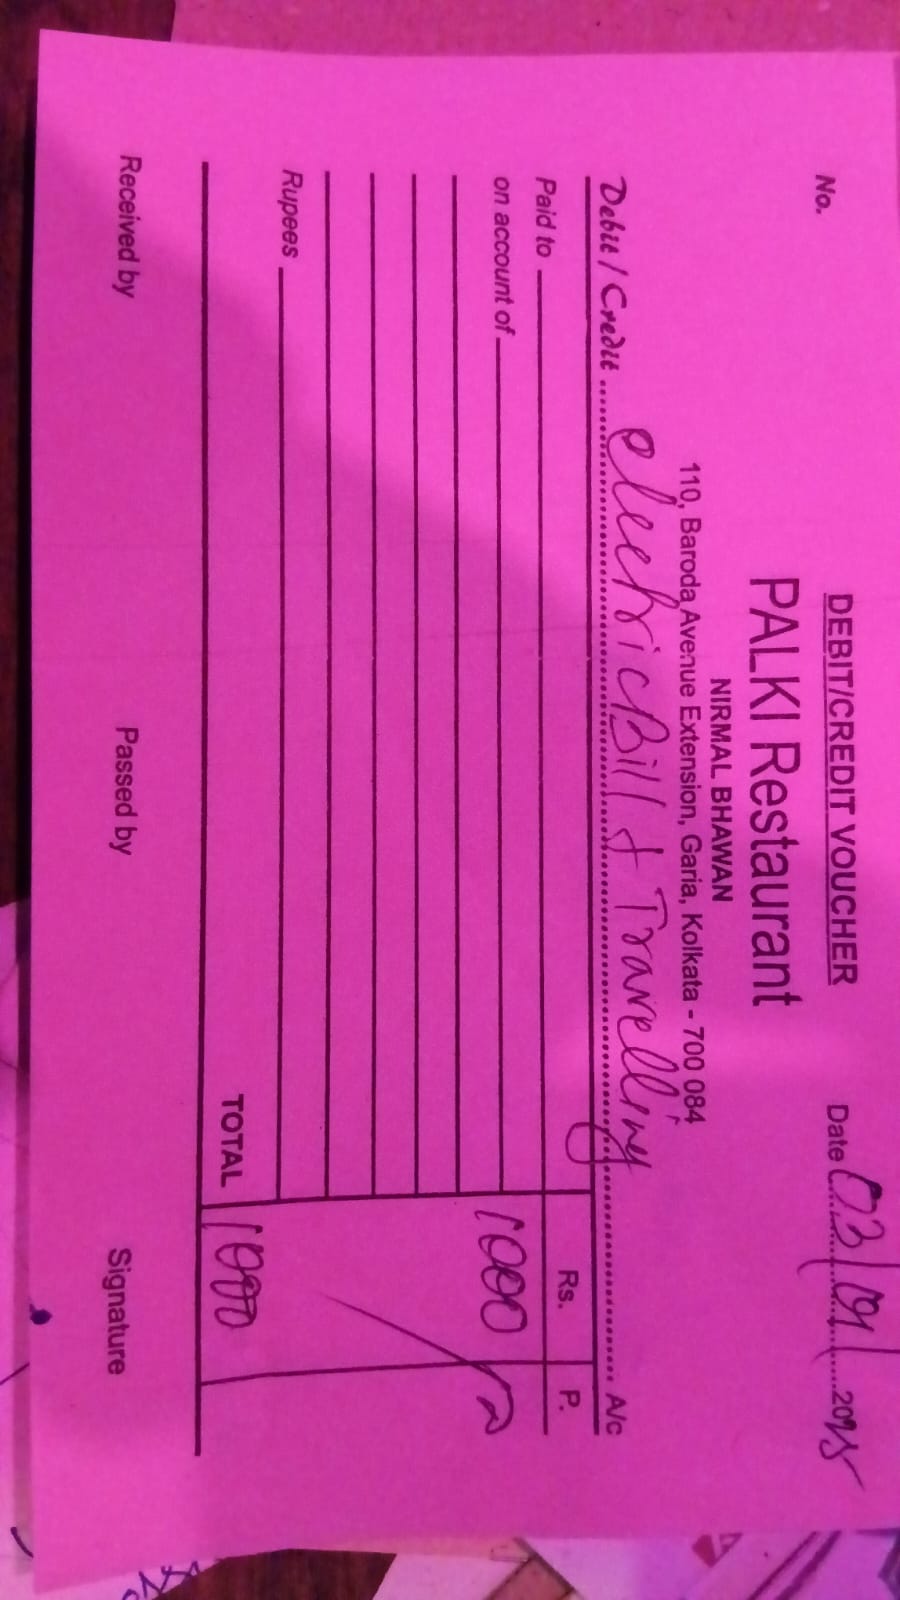 DEBIT/CREDIT VOUCHER
No. Date 03/01/2025
PALKI Restaurant
NIRMAL BHAWAN
110, Baroda Avenue Extension, Garia, Kolkata - 700 084
Debit / Credit electric Bill & Travelling A/c
Rs. P.
Paid to
on account of 1000
Rupees
TOTAL 1000
Received by Passed by Signature